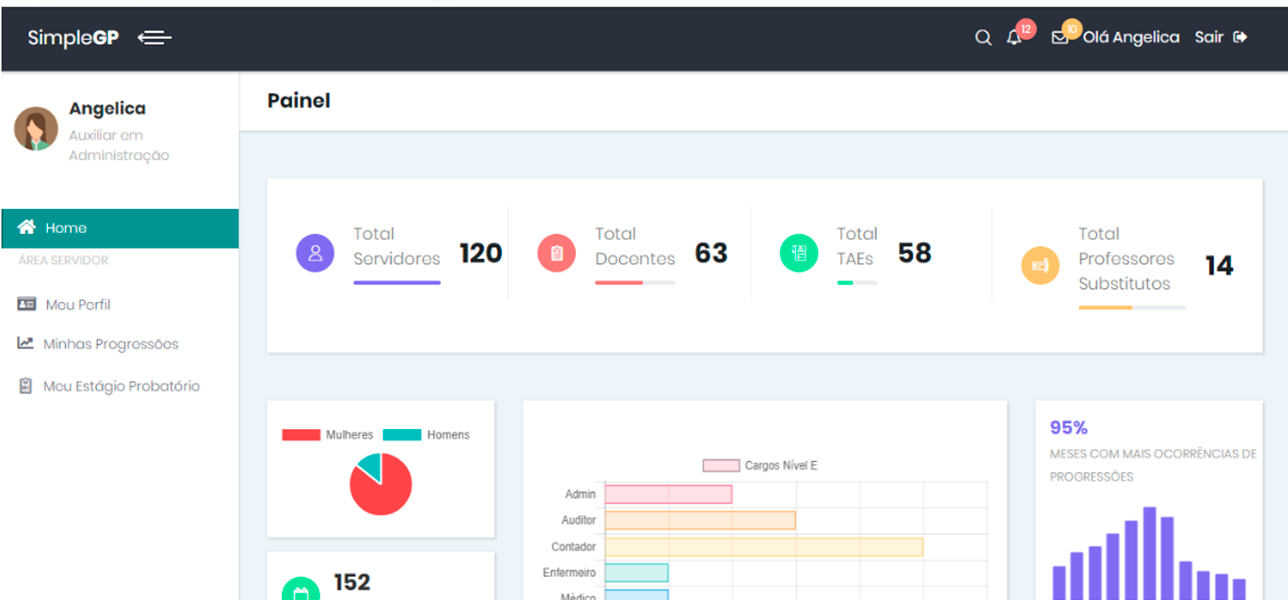 SimpleGP
12
10
Olá Angelica
Sair
Angelica
Auxiliar em
Administração
Painel
Home
ÁREA SERVIDOR
Meu Perfil
Minhas Progressões
Meu Estágio Probatório
Total
Servidores
120
Total
Docentes
63
Total
TAEs
58
Total
Professores
Substitutos
14
Mulheres
Homens
152
Cargos Nível E
Admin
Auditor
Contador
Enfermeiro
Médico
95%
MESES COM MAIS OCORRÊNCIAS DE
PROGRESSÕES